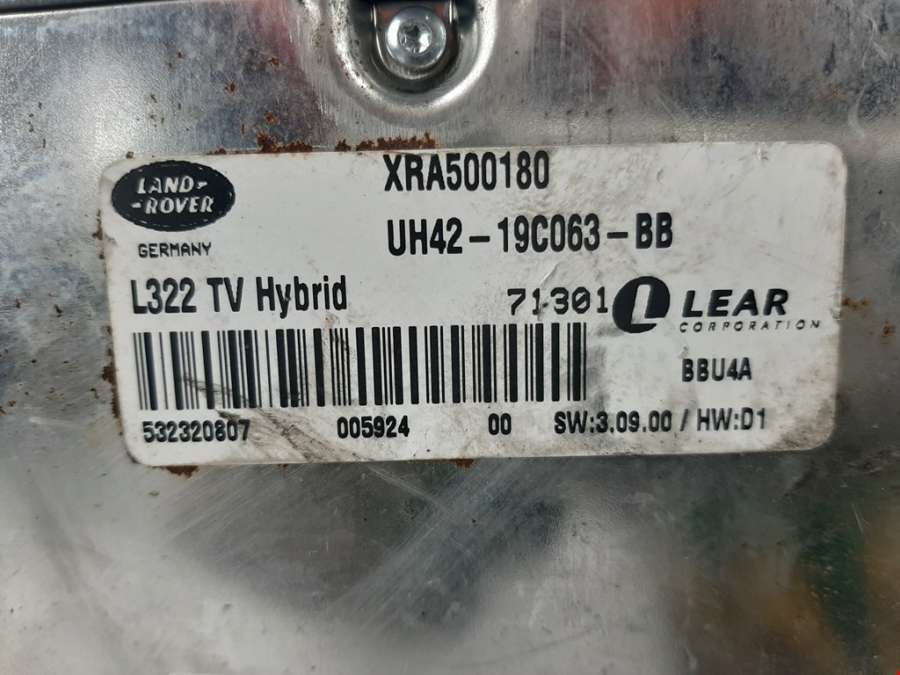 XRA500180
LAND-
-ROVER
GERMANY
UH42-19C063-BB
L322 TV Hybrid
71301
LEAR
CORPORATION
BBU4A
532320807 005924 00 SW:3.09.00 / HW:D1